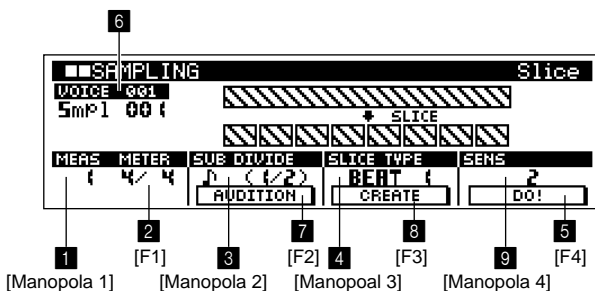 6
SAMPLING Slice
VOICE 001
Smpl 001
SLICE
MEAS METER SUB DIVIDE SLICE TYPE SENS
1 4/ 4 ♪ (1/2) BEAT 1 2
AUDITION CREATE DO!
1 2 3 7 4 8 9 5
[F1] [F2] [F3] [F4]
[Manopola 1] [Manopola 2] [Manopoal 3] [Manopola 4]